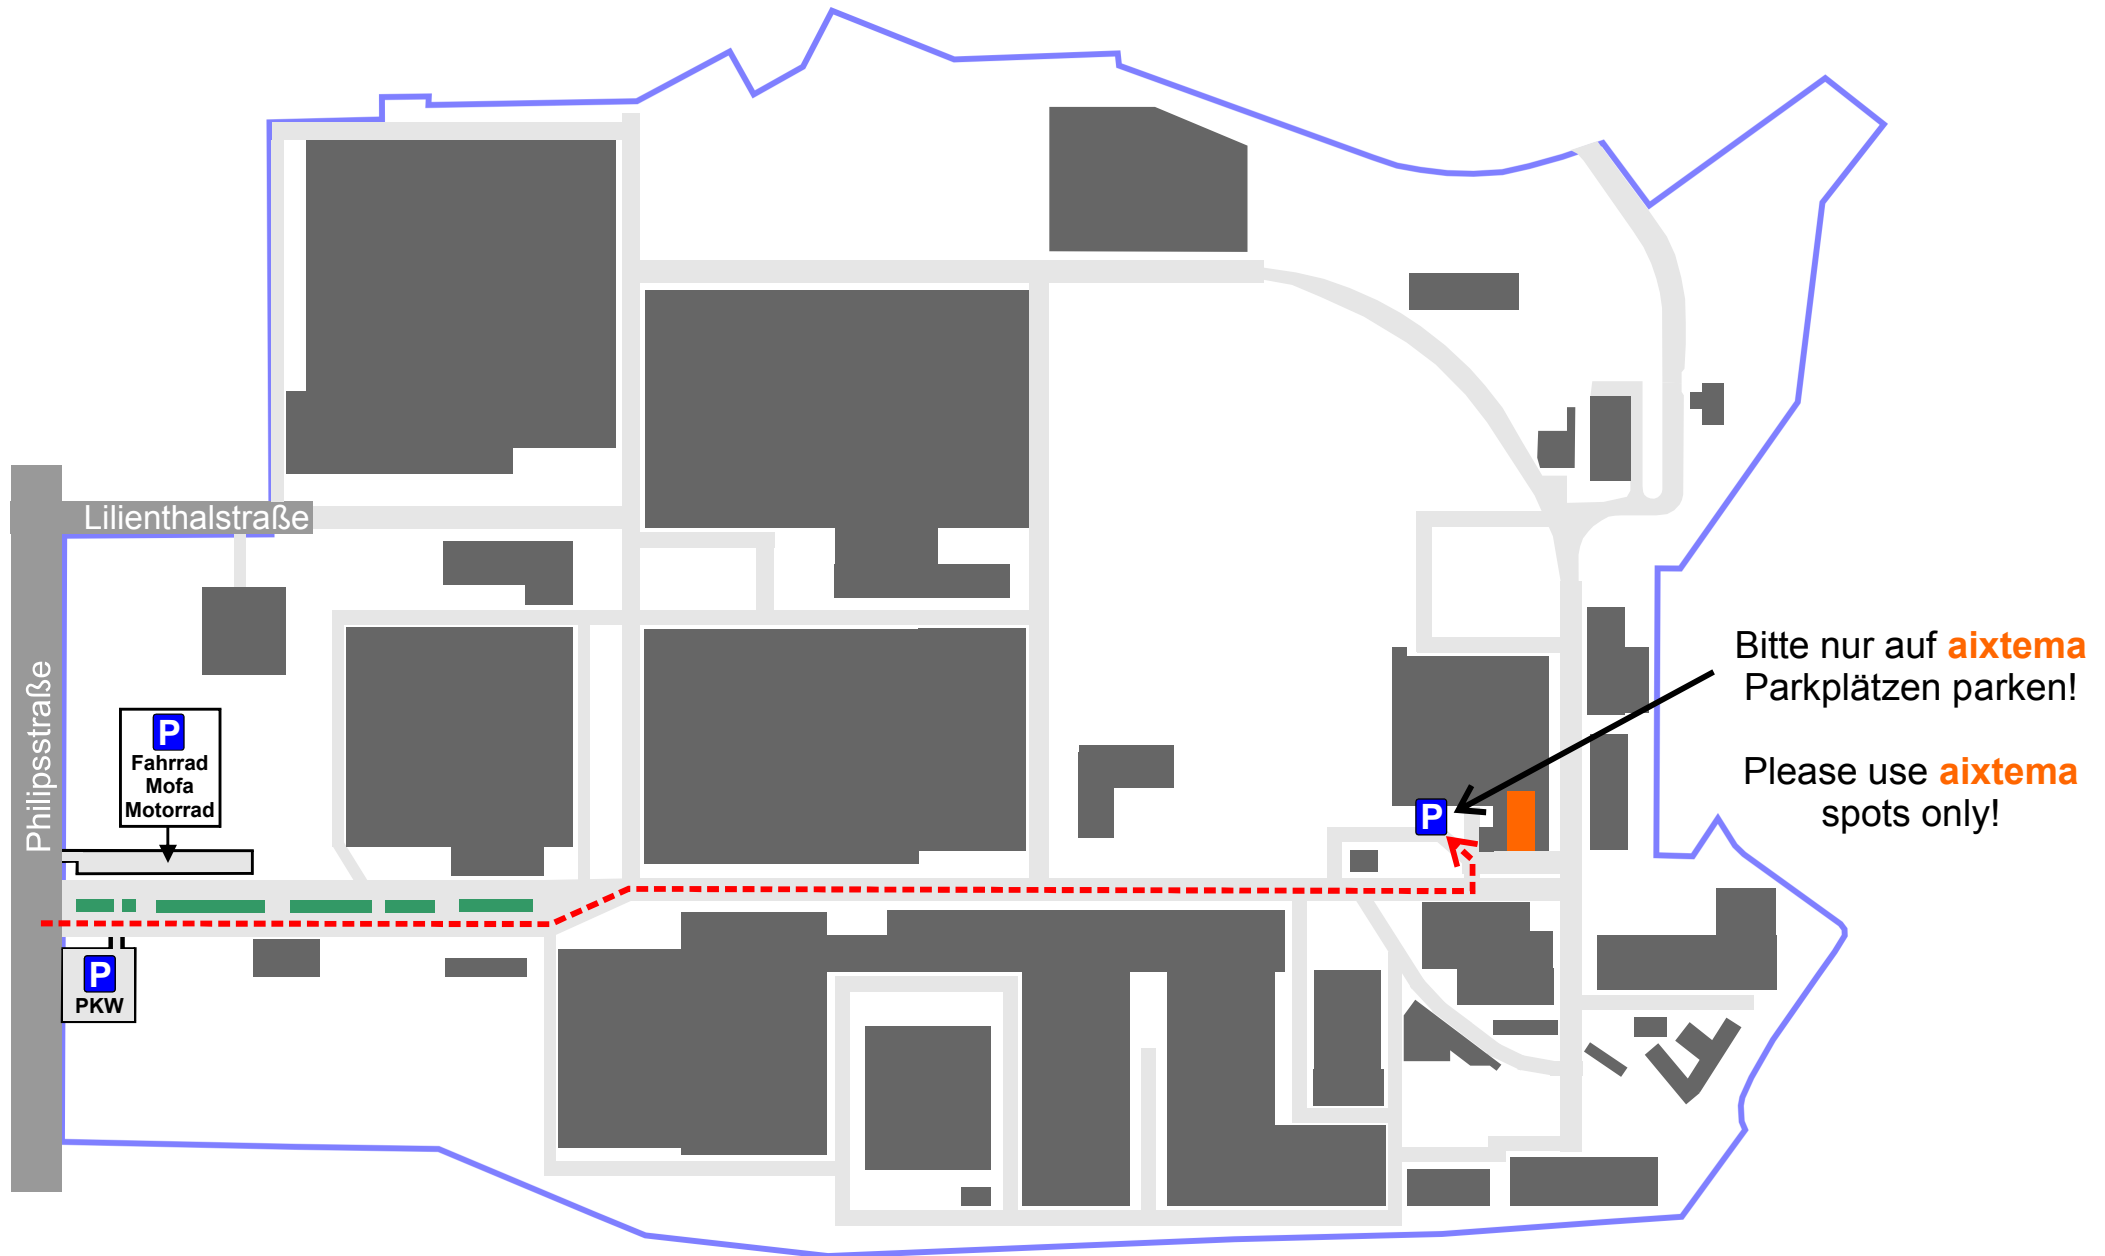 Lilienthalstraße
Philipsstraße
P
Fahrrad
Mofa
Motorrad
P
PKW
P
Bitte nur auf aixtema
Parkplätzen parken!
Please use aixtema
spots only!